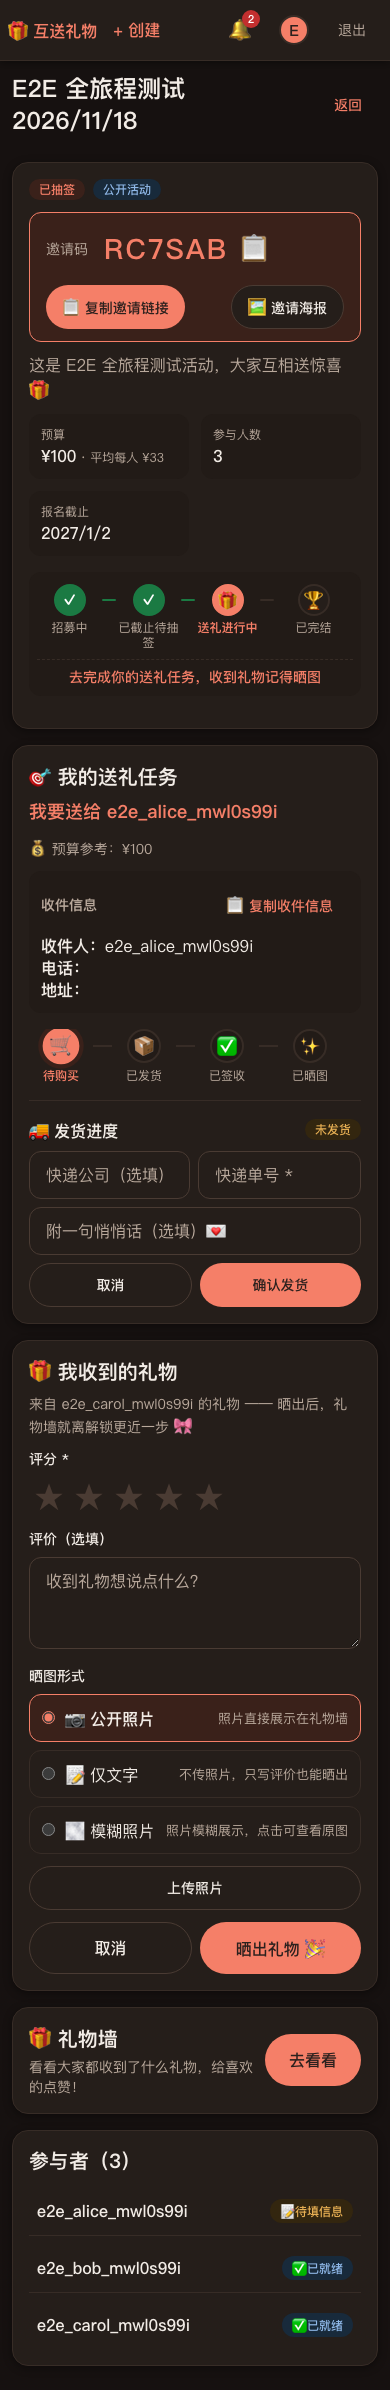 互送礼物 + 创建 2 E 退出
E2E 全旅程测试
2026/11/18
返回
已抽签 公开活动
邀请码 RC7SAB
复制邀请链接 邀请海报
这是 E2E 全旅程测试活动，大家互相送惊喜
预算
¥100 · 平均每人 ¥33
参与人数
3
报名截止
2027/1/2
招募中 已截止待抽签 送礼进行中 已完结
去完成你的送礼任务，收到礼物记得晒图
我的送礼任务
我要送给 e2e_alice_mwl0s99i
预算参考：¥100
收件信息 复制收件信息
收件人：e2e_alice_mwl0s99i
电话：
地址：
待购买 已发货 已签收 已晒图
发货进度 未发货
快递公司（选填） 快递单号 *
附一句悄悄话（选填）
取消 确认发货
我收到的礼物
来自 e2e_carol_mwl0s99i 的礼物 —— 晒出后，礼
物墙就离解锁更近一步
评分 *
评价（选填）
收到礼物想说点什么？
晒图形式
公开照片 照片直接展示在礼物墙
仅文字 不传照片，只写评价也能晒出
模糊照片 照片模糊展示，点击可查看原图
上传照片
取消 晒出礼物
礼物墙
看看大家都收到了什么礼物，给喜欢
的点赞！
去看看
参与者（3）
e2e_alice_mwl0s99i 待填信息
e2e_bob_mwl0s99i 已就绪
e2e_carol_mwl0s99i 已就绪